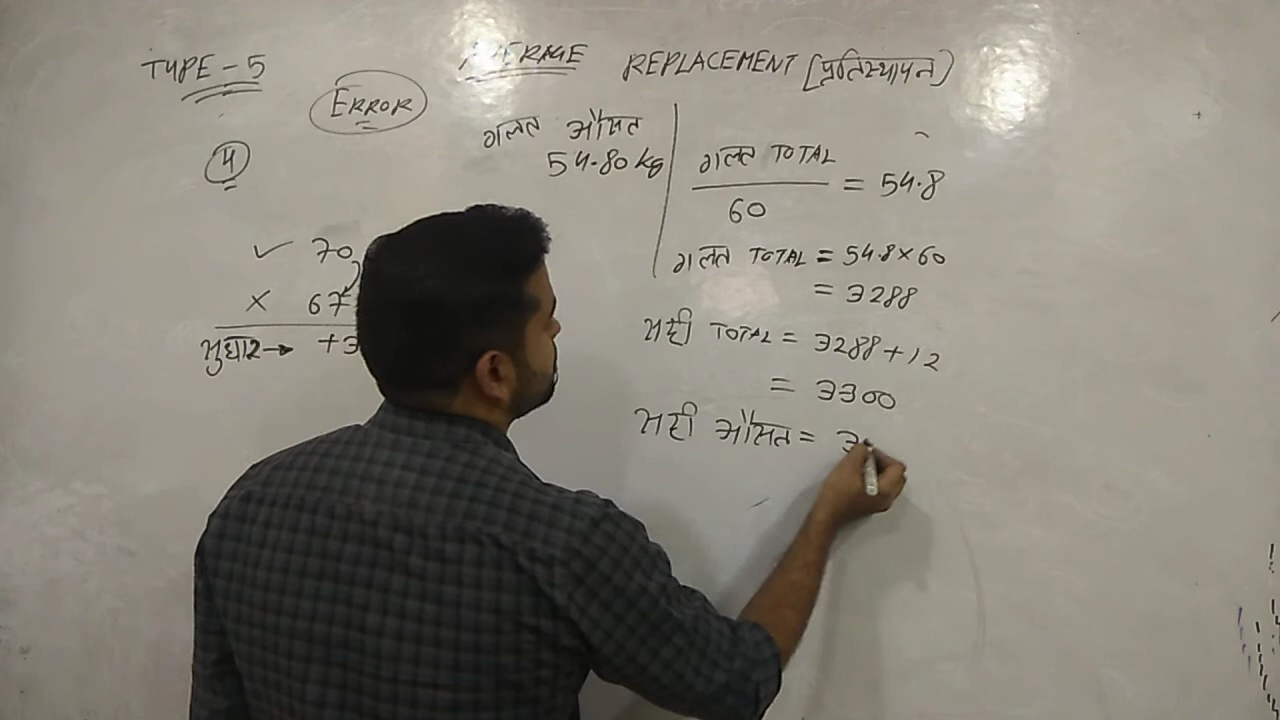 TYPE-5
AVERAGE REPLACEMENT [प्रतिस्थापन]
ERROR
4
गलत औसत
54.80 kg
गलत TOTAL
60
= 54.8
गलत TOTAL = 54.8×60
= 3288
सही TOTAL = 3288+12
= 3300
सही औसत = 3
✓ 70
× 67
सुधार→ +3